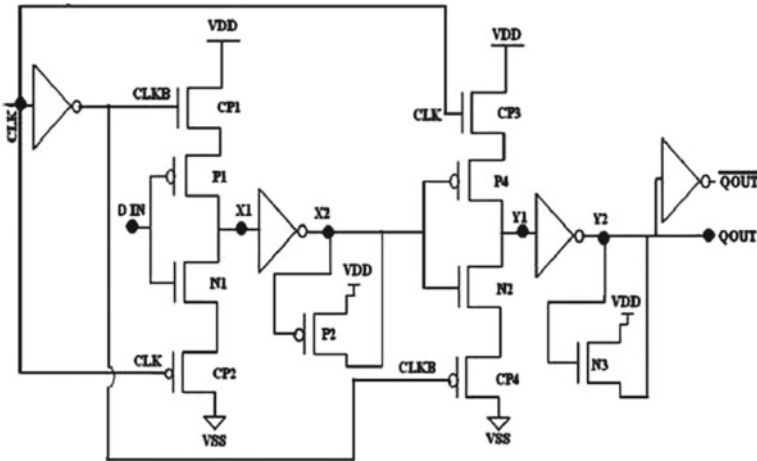 VDD
VDD
CLKB
CP1
CLK
CP3
CLK
P1
P4
D IN
X1
X2
Y1
Y2
QOUT
QOUT
VDD
VDD
N1
N2
P2
N3
CLK
CP2
CLKB
CP4
VSS
VSS